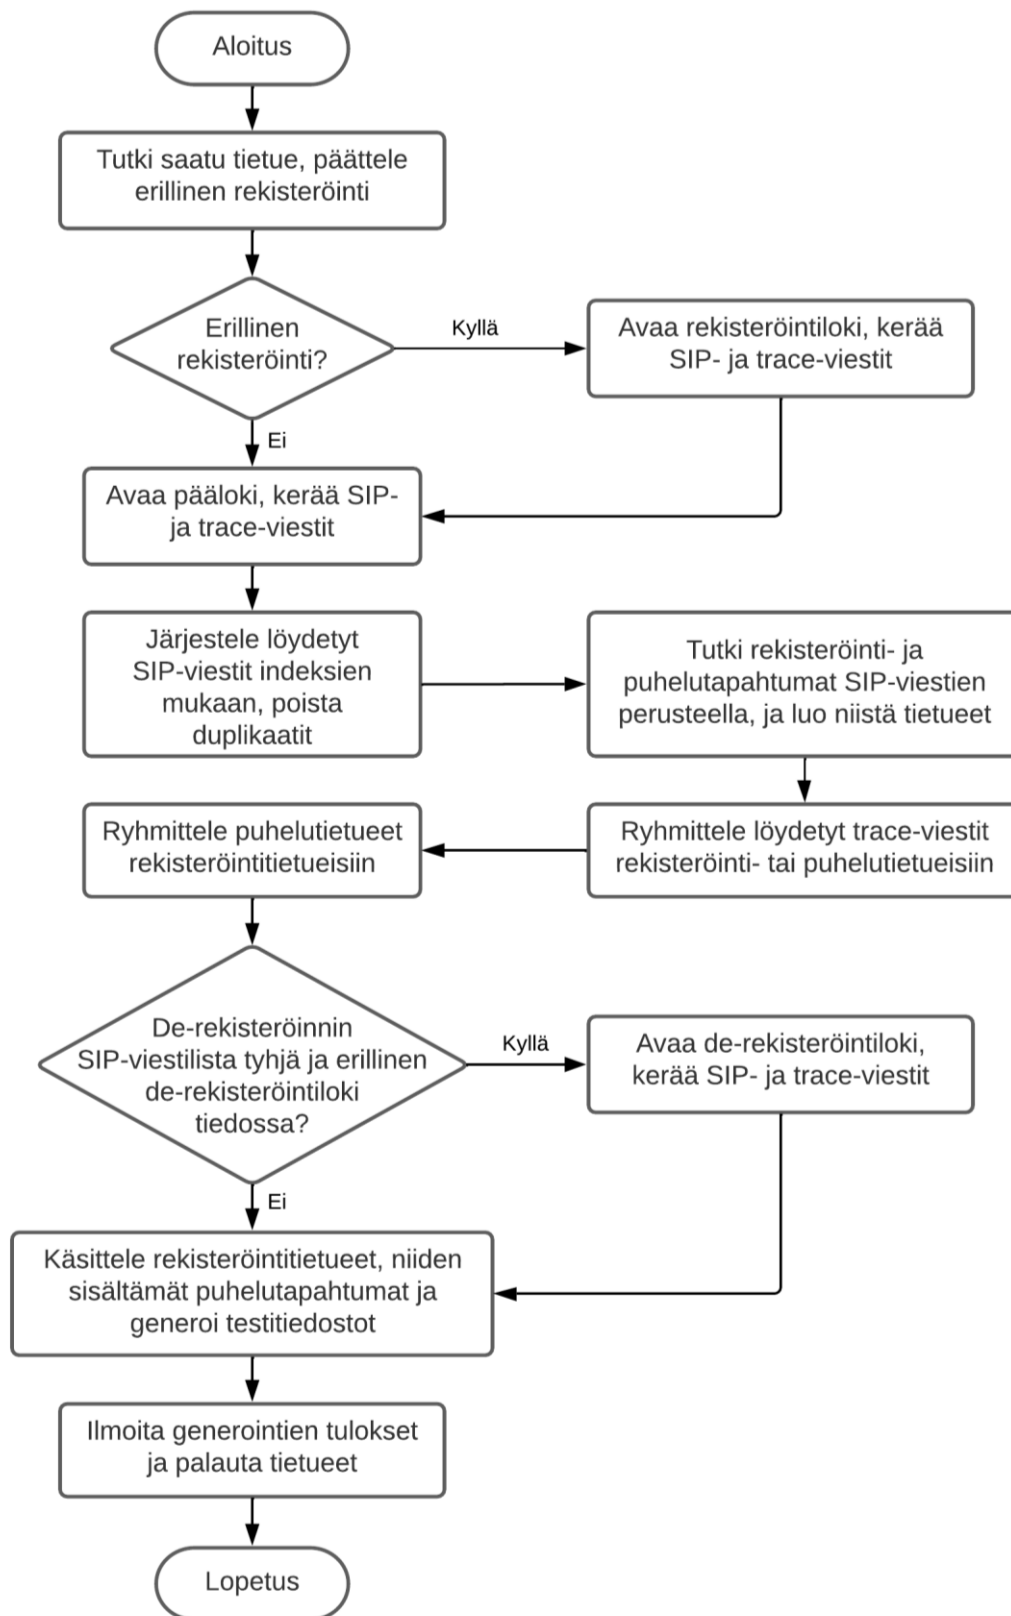 Aloitus
Tutki saatu tietue, päättele
erillinen rekisteröinti
Erillinen
rekisteröinti?
Kyllä
Avaa rekisteröintiloki, kerää
SIP- ja trace-viestit
Ei
Avaa pääloki, kerää SIP-
ja trace-viestit
Järjestele löydetyt
SIP-viestit indeksien
mukaan, poista
duplikaatit
Tutki rekisteröinti- ja
puhelutapahtumat SIP-viestien
perusteella, ja luo niistä tietueet
Ryhmittele löydetyt trace-viestit
rekisteröinti- tai puhelutietueisiin
Ryhmittele puhelutietueet
rekisteröintitietueisiin
De-rekisteröinnin
SIP-viestilista tyhjä ja erillinen
de-rekisteröintiloki
tiedossa?
Kyllä
Avaa de-rekisteröintiloki,
kerää SIP- ja trace-viestit
Ei
Käsittele rekisteröintitietueet, niiden
sisältämät puhelutapahtumat ja
generoi testitiedostot
Ilmoita generointien tulokset
ja palauta tietueet
Lopetus